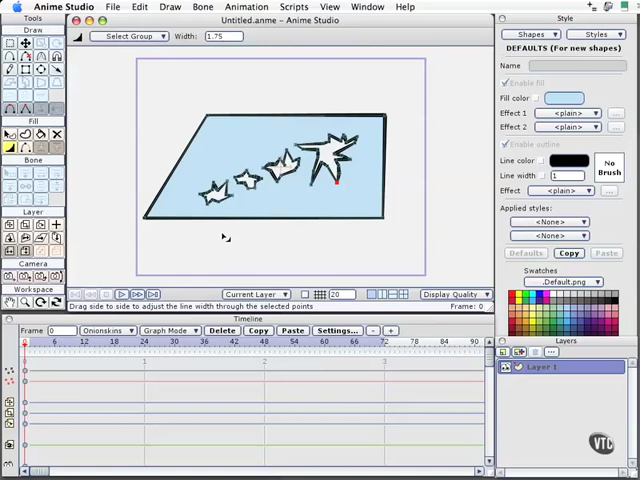 Anime Studio File Edit Draw Bone Animation Scripts View Window Help
Tools
Untitled.anme - Anime Studio
Style
Draw
Select Group
Width: 1.75
Shapes
Styles
DEFAULTS (For new shapes)
Name
Enable fill
Fill color
Effect 1 <plain>
Effect 2 <plain>
Fill
Enable outline
Line color
No
Brush
Line width 1
Effect <plain>
Bone
Applied styles:
<None>
<None>
Layer
Defaults Copy Paste
Camera
Swatches
.Default.png
Workspace
Current Layer 20 Display Quality
Drag side to side to adjust the line width through the selected points Frame: 0
Timeline
Frame 0 Onionskins Graph Mode Delete Copy Paste Settings... - +
0 6 12 18 24 30 36 42 48 54 60 66 72 78 84 90
1 2 3
Layers
Layer 1
VTC